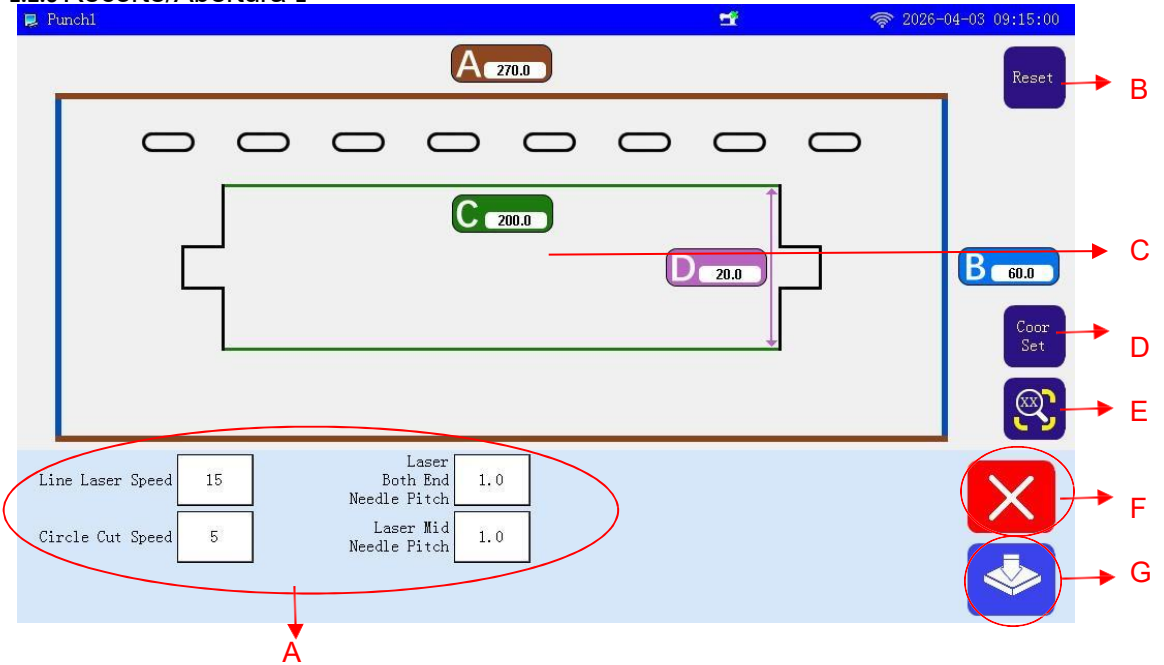 Punch1
2026-04-03 09:15:00
A 270.0
Reset
B
C 200.0
D 20.0
B 60.0
C
Coor
Set
D
XX
E
Line Laser Speed 15
Laser
Both End
Needle Pitch 1.0
F
Circle Cut Speed 5
Laser Mid
Needle Pitch 1.0
G
A